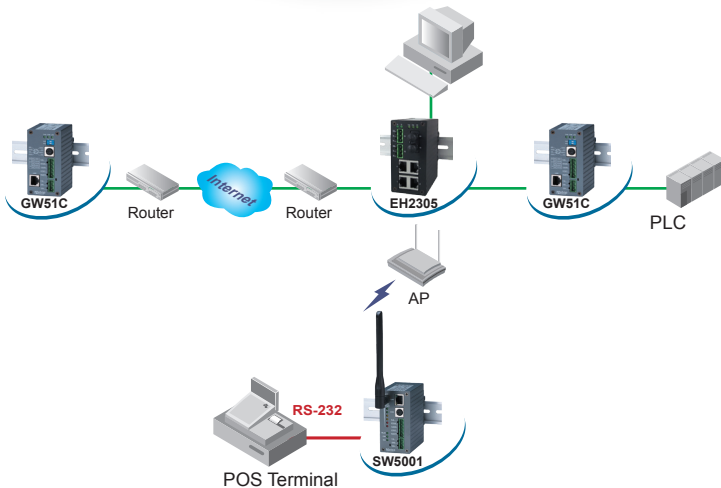 GW51C
Router
Internet
Router
EH2305
GW51C
PLC
AP
RS-232
SW5001
POS Terminal